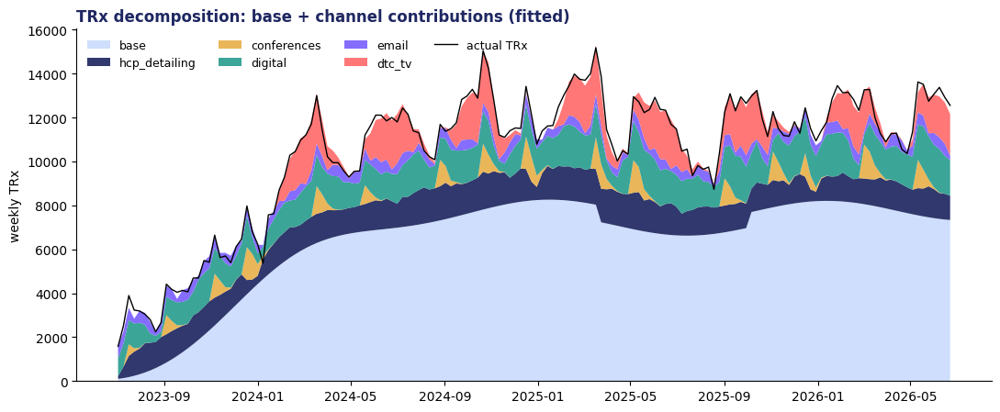 TRx decomposition: base + channel contributions (fitted)
base
hcp_detailing
conferences
digital
email
dtc_tv
actual TRx
weekly TRx
16000
14000
12000
10000
8000
6000
4000
2000
0
2023-09 2024-01 2024-05 2024-09 2025-01 2025-05 2025-09 2026-01 2026-05